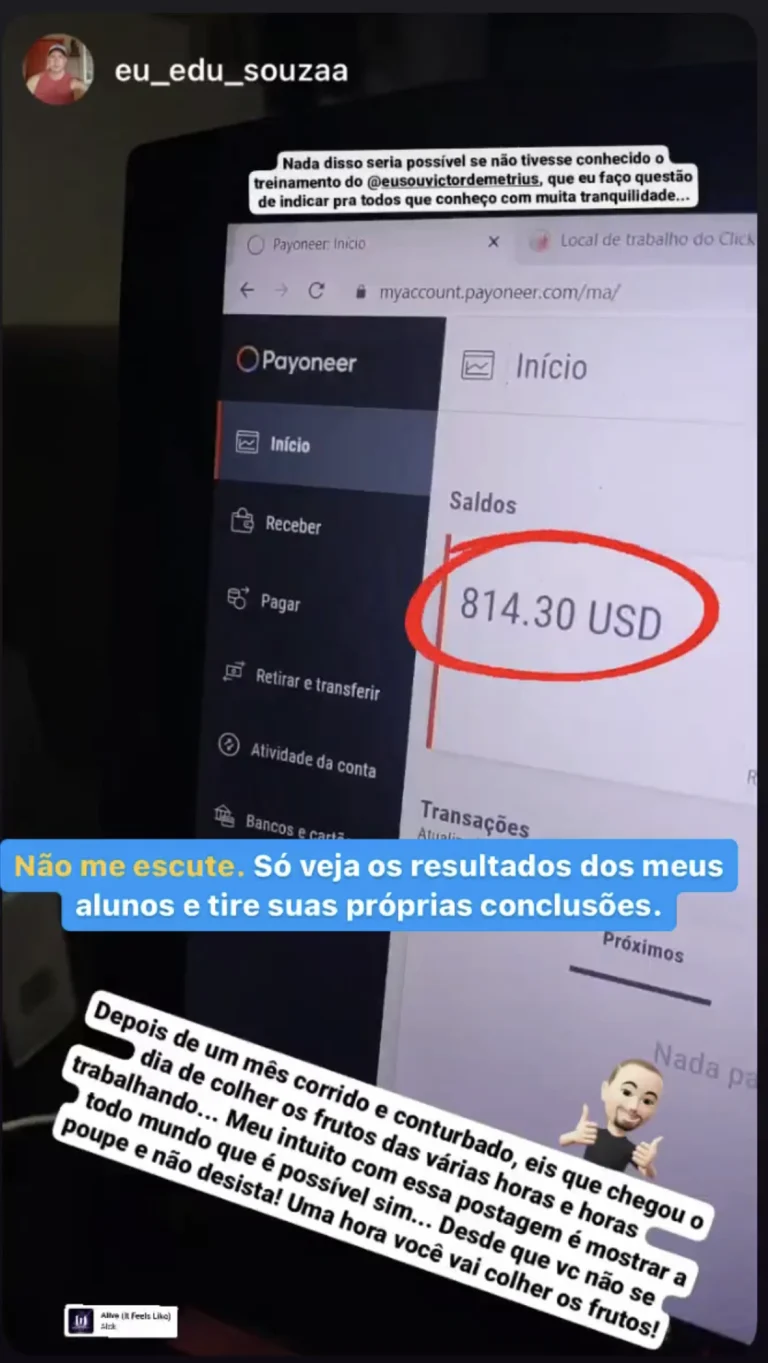 eu_edu_souzaa
Nada disso seria possível se não tivesse conhecido o
treinamento do @eusouvictordemetrius, que eu faço questão
de indicar pra todos que conheço com muita tranquilidade...
Payoneer: Início
Local de trabalho do Click
myaccount.payoneer.com/ma/
Payoneer
Início
Início
Receber
Saldos
814.30 USD
Pagar
Retirar e transferir
Atividade da conta
Bancos e
Transações
Não me escute. Só veja os resultados dos meus
alunos e tire suas próprias conclusões.
Próximos
Nada
Depois de um mês corrido e conturbado, eis que chegou o
dia de colher os frutos das várias horas e horas
trabalhando... Meu intuito com essa postagem é mostrar a
todo mundo que é possível sim... Desde que vc não se
poupe e não desista! Uma hora você vai colher os frutos!
Alive (It Feels Like)
Alok